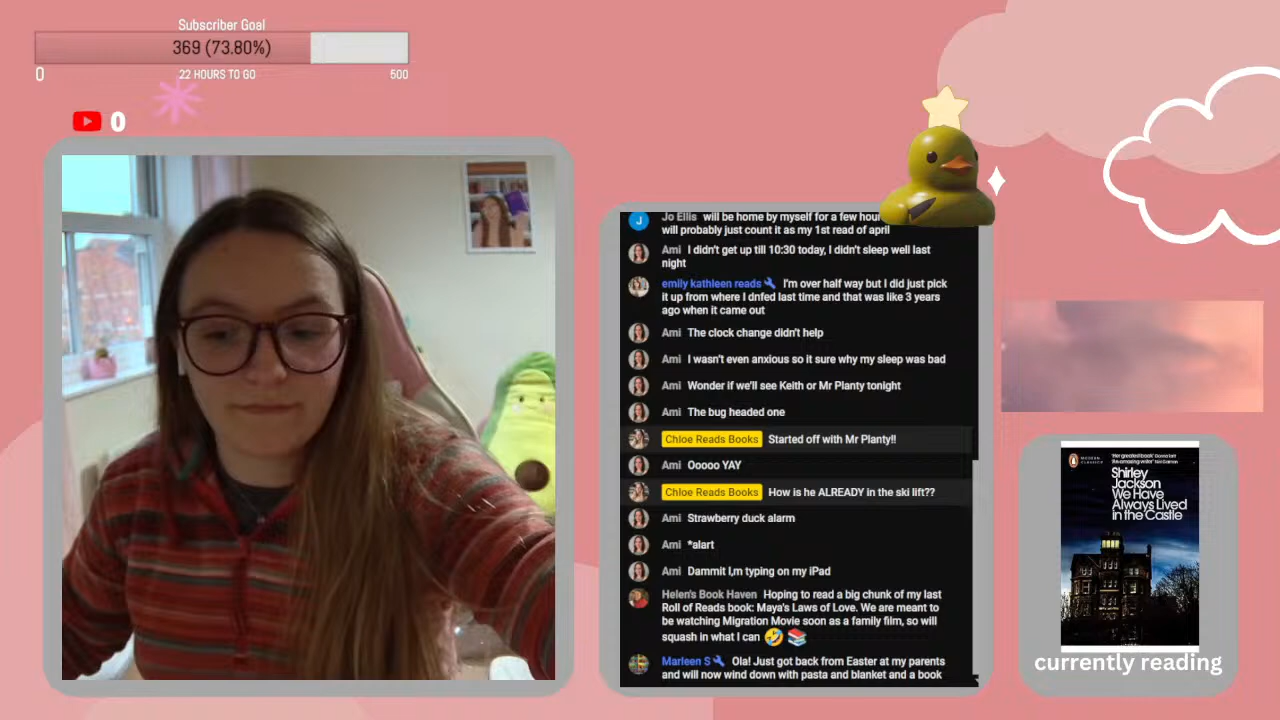 Subscriber Goal
369 (73.80%)
0
22 HOURS TO GO
500
0
J
Jo Ellis will be home by myself for a few hour
will probably just count it as my 1st read of april
Ami I didn't get up till 10:30 today, I didn't sleep well last
night
emily kathleen reads I'm over half way but I did just pick
it up from where I dnfed last time and that was like 3 years
ago when it came out
Ami The clock change didn't help
Ami I wasn't even anxious so it sure why my sleep was bad
Ami Wonder if we'll see Keith or Mr Planty tonight
Ami The bug headed one
Chloe Reads Books Started off with Mr Planty!!
Ami Ooooo YAY
Chloe Reads Books How is he ALREADY in the ski lift??
Ami Strawberry duck alarm
Ami *alart
Ami Dammit I,m typing on my iPad
Helen's Book Haven Hoping to read a big chunk of my last
Roll of Reads book: Maya's Laws of Love. We are meant to
be watching Migration Movie soon as a family film, so will
squash in what I can 🤣 📚
Marleen S Ola! Just got back from Easter at my parents
and will now wind down with pasta and blanket and a book
MODERN
CLASSICS
Shirley
Jackson
We Have
Always Lived
in the Castle
currently reading